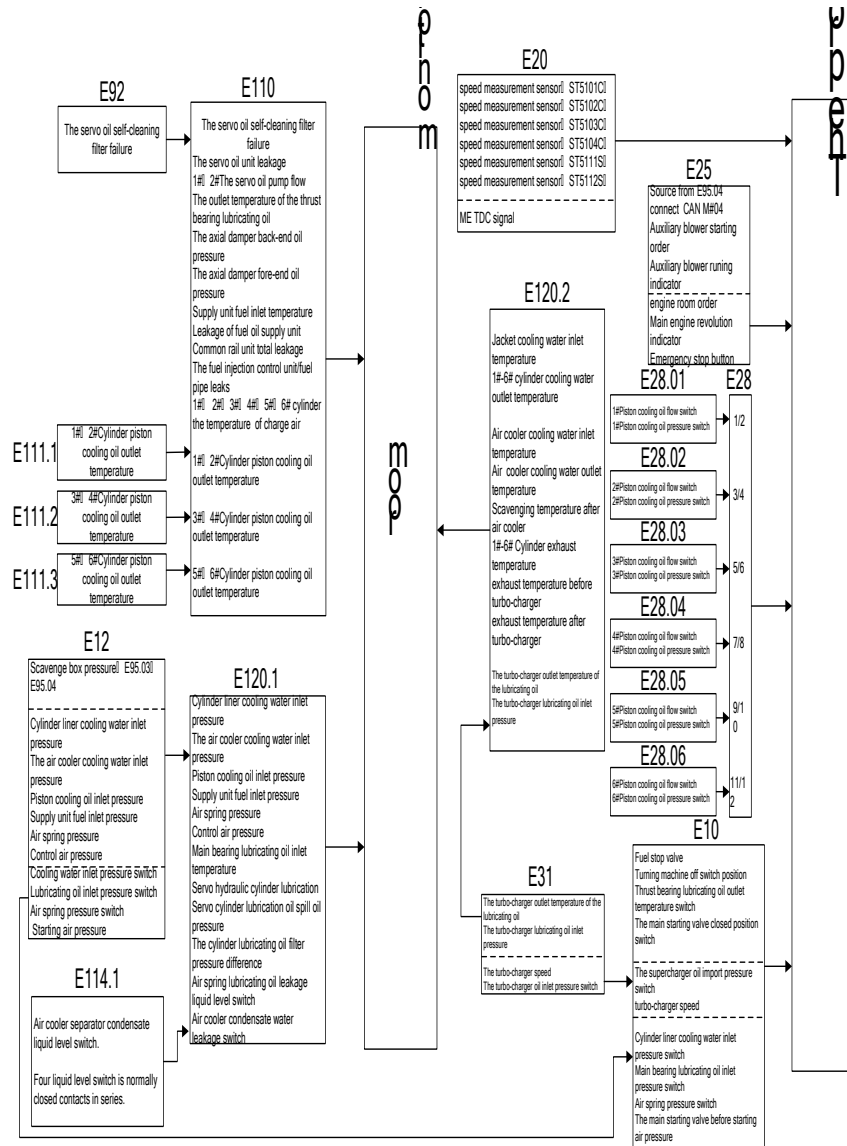 E92
The servo oil self-cleaning
filter failure
E110
The servo oil self-cleaning filter
failure
The servo oil unit leakage
1# 2#The servo oil pump flow
The outlet temperature of the thrust
bearing lubricating oil
The axial damper back-end oil
pressure
The axial damper fore-end oil
pressure
Supply unit fuel inlet temperature
Leakage of fuel oil supply unit
Common rail unit total leakage
The fuel injection control unit/fuel
pipe leaks
1# 2# 3# 4# 5# 6# cylinder
the temperature of charge air
1# 2#Cylinder piston cooling oil
outlet temperature
3# 4#Cylinder piston cooling oil
outlet temperature
5# 6#Cylinder piston cooling oil
outlet temperature
E111.1
1# 2#Cylinder piston
cooling oil outlet
temperature
E111.2
3# 4#Cylinder piston
cooling oil outlet
temperature
E111.3
5# 6#Cylinder piston
cooling oil outlet
temperature
E12
Scavenge box pressure E95.03
E95.04
Cylinder liner cooling water inlet
pressure
The air cooler cooling water inlet
pressure
Piston cooling oil inlet pressure
Supply unit fuel inlet pressure
Air spring pressure
Control air pressure
Cooling water inlet pressure switch
Lubricating oil inlet pressure switch
Air spring pressure switch
Starting air pressure
E120.1
Cylinder liner cooling water inlet
pressure
The air cooler cooling water inlet
pressure
Piston cooling oil inlet pressure
Supply unit fuel inlet pressure
Air spring pressure
Control air pressure
Main bearing lubricating oil inlet
temperature
Servo hydraulic cylinder lubrication
Servo cylinder lubrication oil spill oil
pressure
The cylinder lubricating oil filter
pressure difference
Air spring lubricating oil leakage
liquid level switch
Air cooler condensate water
leakage switch
E114.1
Air cooler separator condensate
liquid level switch.
Four liquid level switch is normally
closed contacts in series.
E20
speed measurement sensor ST5101C
speed measurement sensor ST5102C
speed measurement sensor ST5103C
speed measurement sensor ST5104C
speed measurement sensor ST5111S
speed measurement sensor ST5112S
ME TDC signal
E25
Source from E95.04
connect CAN M#04
Auxiliary blower starting
order
Auxiliary blower runing
indicator
engine room order
Main engine revolution
indicator
Emergency stop button
E120.2
Jacket cooling water inlet
temperature
1#-6# cylinder cooling water
outlet temperature
Air cooler cooling water inlet
temperature
Air cooler cooling water outlet
temperature
Scavenging temperature after
air cooler
1#-6# Cylinder exhaust
temperature
exhaust temperature before
turbo-charger
exhaust temperature after
turbo-charger
The turbo-charger outlet temperature of
the lubricating oil
The turbo-charger lubricating oil inlet
pressure
E28.01
1#Piston cooling oil flow switch
1#Piston cooling oil pressure switch
E28.02
2#Piston cooling oil flow switch
2#Piston cooling oil pressure switch
E28.03
3#Piston cooling oil flow switch
3#Piston cooling oil pressure switch
E28.04
4#Piston cooling oil flow switch
4#Piston cooling oil pressure switch
E28.05
5#Piston cooling oil flow switch
5#Piston cooling oil pressure switch
E28.06
6#Piston cooling oil flow switch
6#Piston cooling oil pressure switch
E28
1/2
3/4
5/6
7/8
9/1
0
11/1
2
E31
The turbo-charger outlet temperature of the
lubricating oil
The turbo-charger lubricating oil inlet
pressure
The turbo-charger speed
The turbo-charger oil inlet pressure switch
E10
Fuel stop valve
Turning machine off switch position
Thrust bearing lubricating oil outlet
temperature switch
The main starting valve closed position
switch
The supercharger oil import pressure
switch
turbo-charger speed
Cylinder liner cooling water inlet
pressure switch
Main bearing lubricating oil inlet
pressure switch
Air spring pressure switch
The main starting valve before starting
air pressure